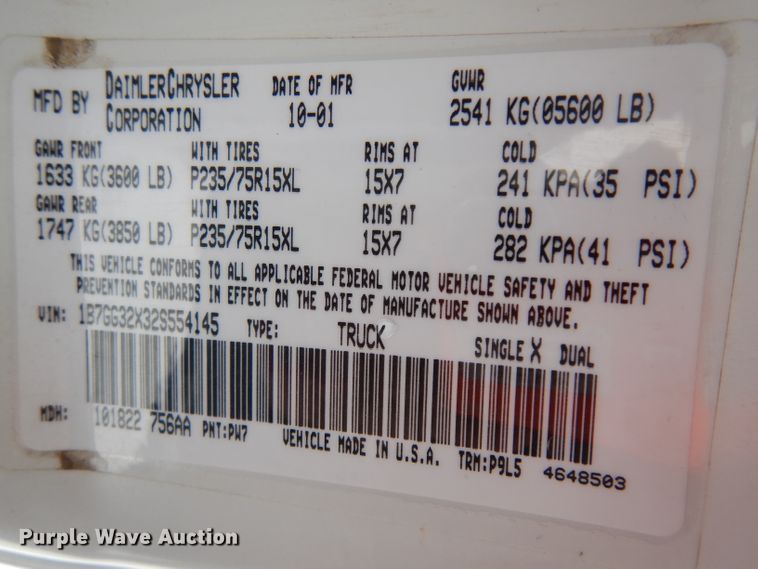 MFD BY DAIMLERCHRYSLER CORPORATION DATE OF MFR 10-01 GVWR 2541 KG(05600 LB)
GAWR FRONT WITH TIRES RIMS AT COLD
1633 KG(3600 LB) P235/75R15XL 15X7 241 KPA(35 PSI)
GAWR REAR WITH TIRES RIMS AT COLD
1747 KG(3850 LB) P235/75R15XL 15X7 282 KPA(41 PSI)
THIS VEHICLE CONFORMS TO ALL APPLICABLE FEDERAL MOTOR VEHICLE SAFETY AND THEFT
PREVENTION STANDARDS IN EFFECT ON THE DATE OF MANUFACTURE SHOWN ABOVE.
VIN: 1B7GG32X32S554145 TYPE: TRUCK SINGLE X DUAL
MDH: 101822 756AA PNT:PW7 VEHICLE MADE IN U.S.A. TRM:P9L5 4648503
Purple Wave Auction